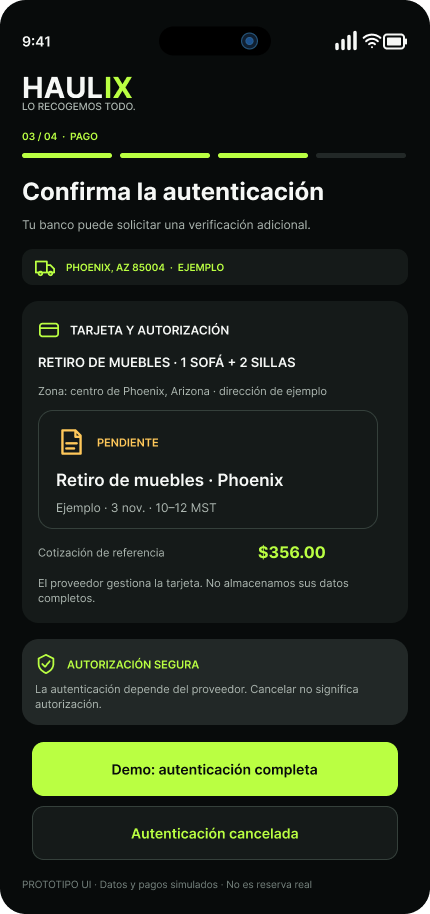 9:41
HAULIX
LO RECOGEMOS TODO.
03 / 04 · PAGO
Confirma la autenticación
Tu banco puede solicitar una verificación adicional.
PHOENIX, AZ 85004 · EJEMPLO
TARJETA Y AUTORIZACIÓN
RETIRO DE MUEBLES · 1 SOFÁ + 2 SILLAS
Zona: centro de Phoenix, Arizona · dirección de ejemplo
PENDIENTE
Retiro de muebles · Phoenix
Ejemplo · 3 nov. · 10–12 MST
Cotización de referencia $356.00
El proveedor gestiona la tarjeta. No almacenamos sus datos
completos.
AUTORIZACIÓN SEGURA
La autenticación depende del proveedor. Cancelar no significa
autorización.
Demo: autenticación completa
Autenticación cancelada
PROTOTIPO UI · Datos y pagos simulados · No es reserva real